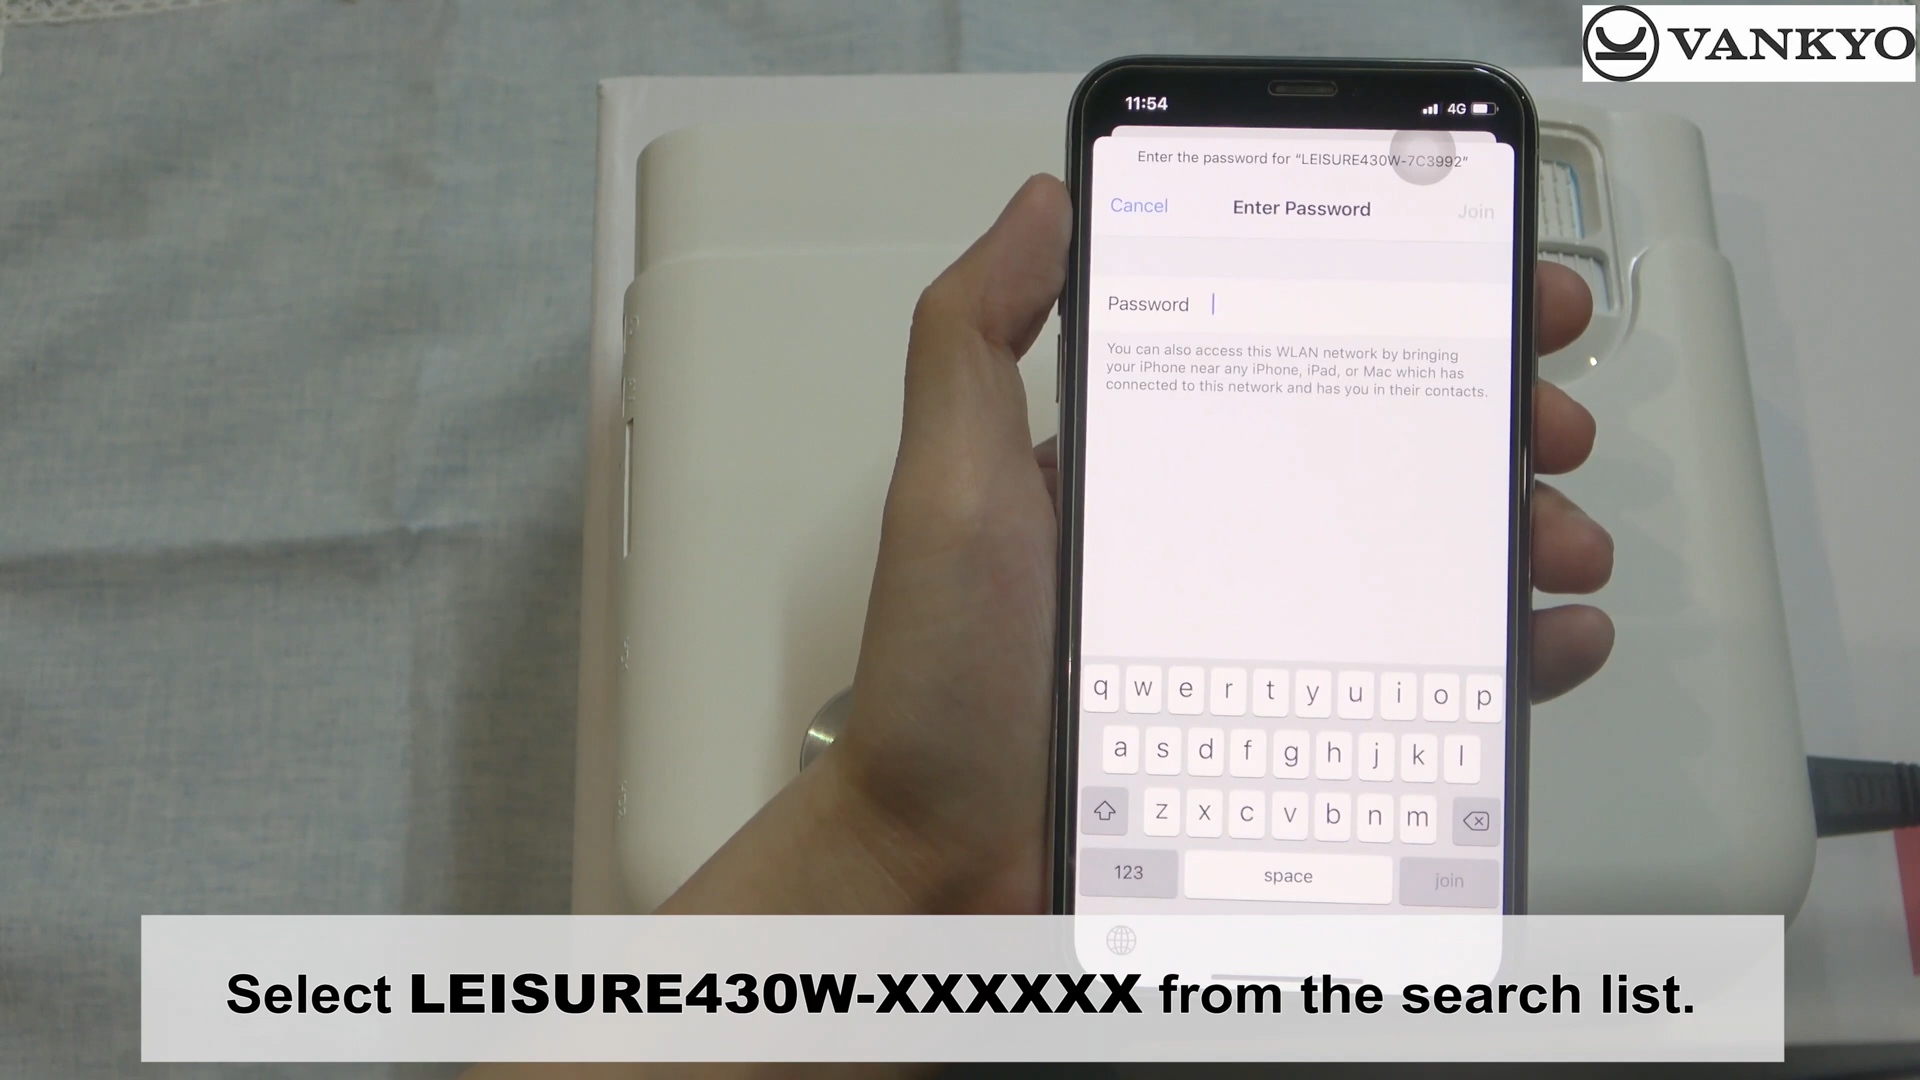 VANKYO
11:54
4G
Enter the password for “LEISURE430W-7C3992”
Cancel
Enter Password
Join
Password
You can also access this WLAN network by bringing
your iPhone near any iPhone, iPad, or Mac which has
connected to this network and has you in their contacts.
q w e r t y u i o p
a s d f g h j k l
z x c v b n m
123
space
join
Select LEISURE430W-XXXXXX from the search list.